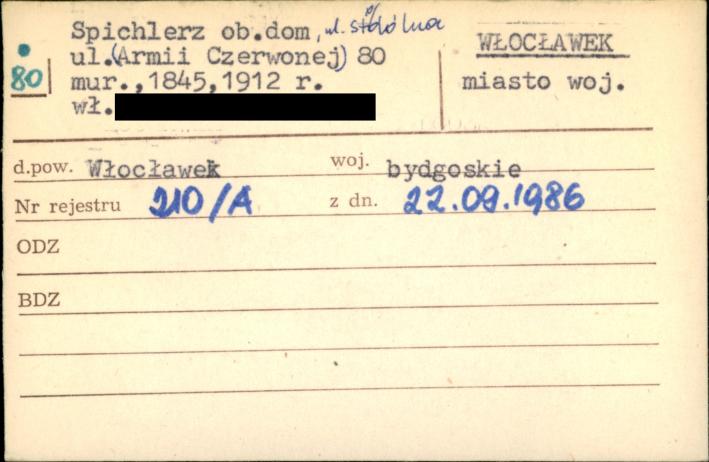 Spichlerz ob.dom, ul. Stodólna
ul.(Armii Czerwonej) 80
80
mur.,1845,1912 r.
wł.
WŁOCŁAWEK
miasto woj.
d.pow. Włocławek woj. bydgoskie
Nr rejestru 210/A z dn. 22.09.1986
ODZ
BDZ